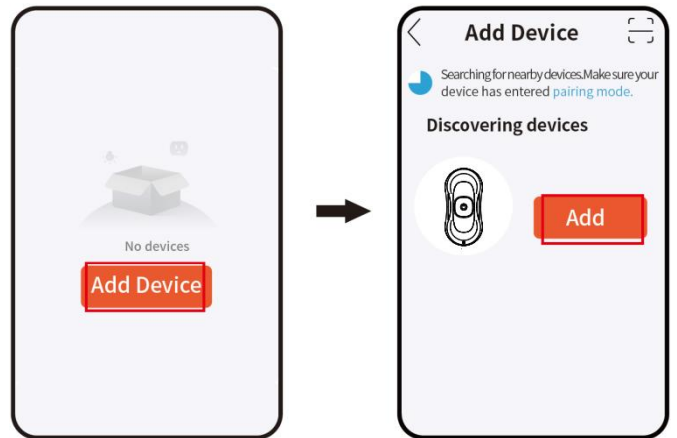 No devices
Add Device
Add Device
Searching for nearby devices.Make sure your
device has entered pairing mode.
Discovering devices
Add